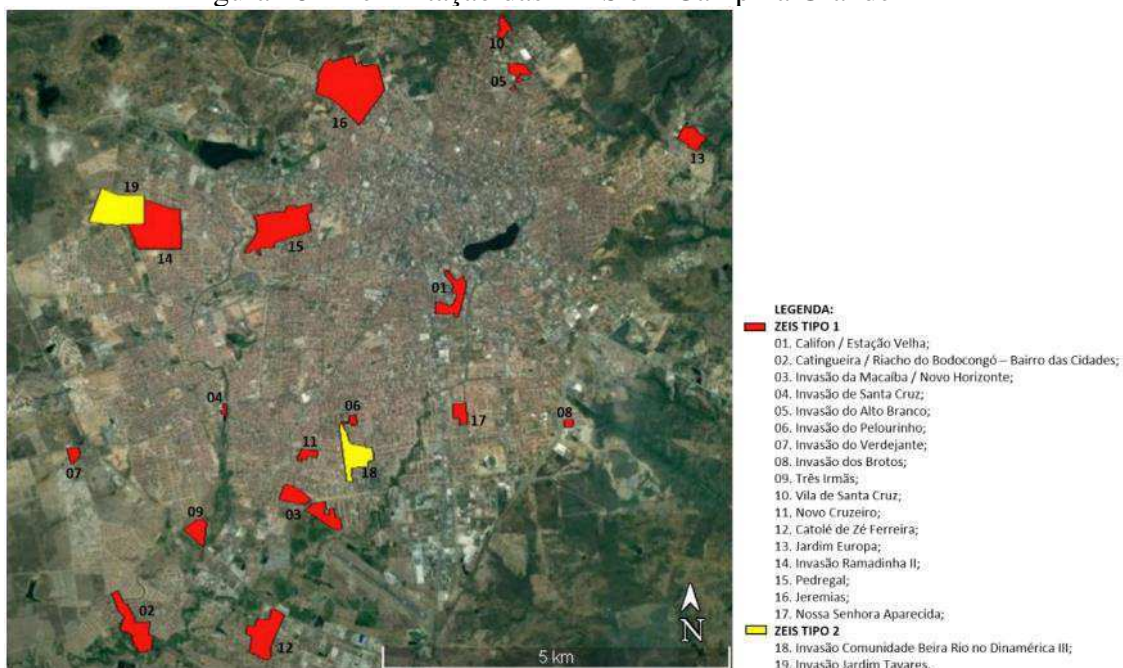 10
05
16
13
19
14
15
01
04
06
17
08
11
18
07
03
09
02
12
N
5 km
LEGENDA:
ZEIS TIPO 1
01. Califon / Estação Velha;
02. Catingueira / Riacho do Bodocongó – Bairro das Cidades;
03. Invasão da Macaíba / Novo Horizonte;
04. Invasão de Santa Cruz;
05. Invasão do Alto Branco;
06. Invasão do Pelourinho;
07. Invasão do Verdejante;
08. Invasão dos Brotos;
09. Três Irmãs;
10. Vila de Santa Cruz;
11. Novo Cruzeiro;
12. Catolé de Zé Ferreira;
13. Jardim Europa;
14. Invasão Ramadinha II;
15. Pedregal;
16. Jeremias;
17. Nossa Senhora Aparecida;
ZEIS TIPO 2
18. Invasão Comunidade Beira Rio no Dinamérica III;
19. Invasão Jardim Tavares.